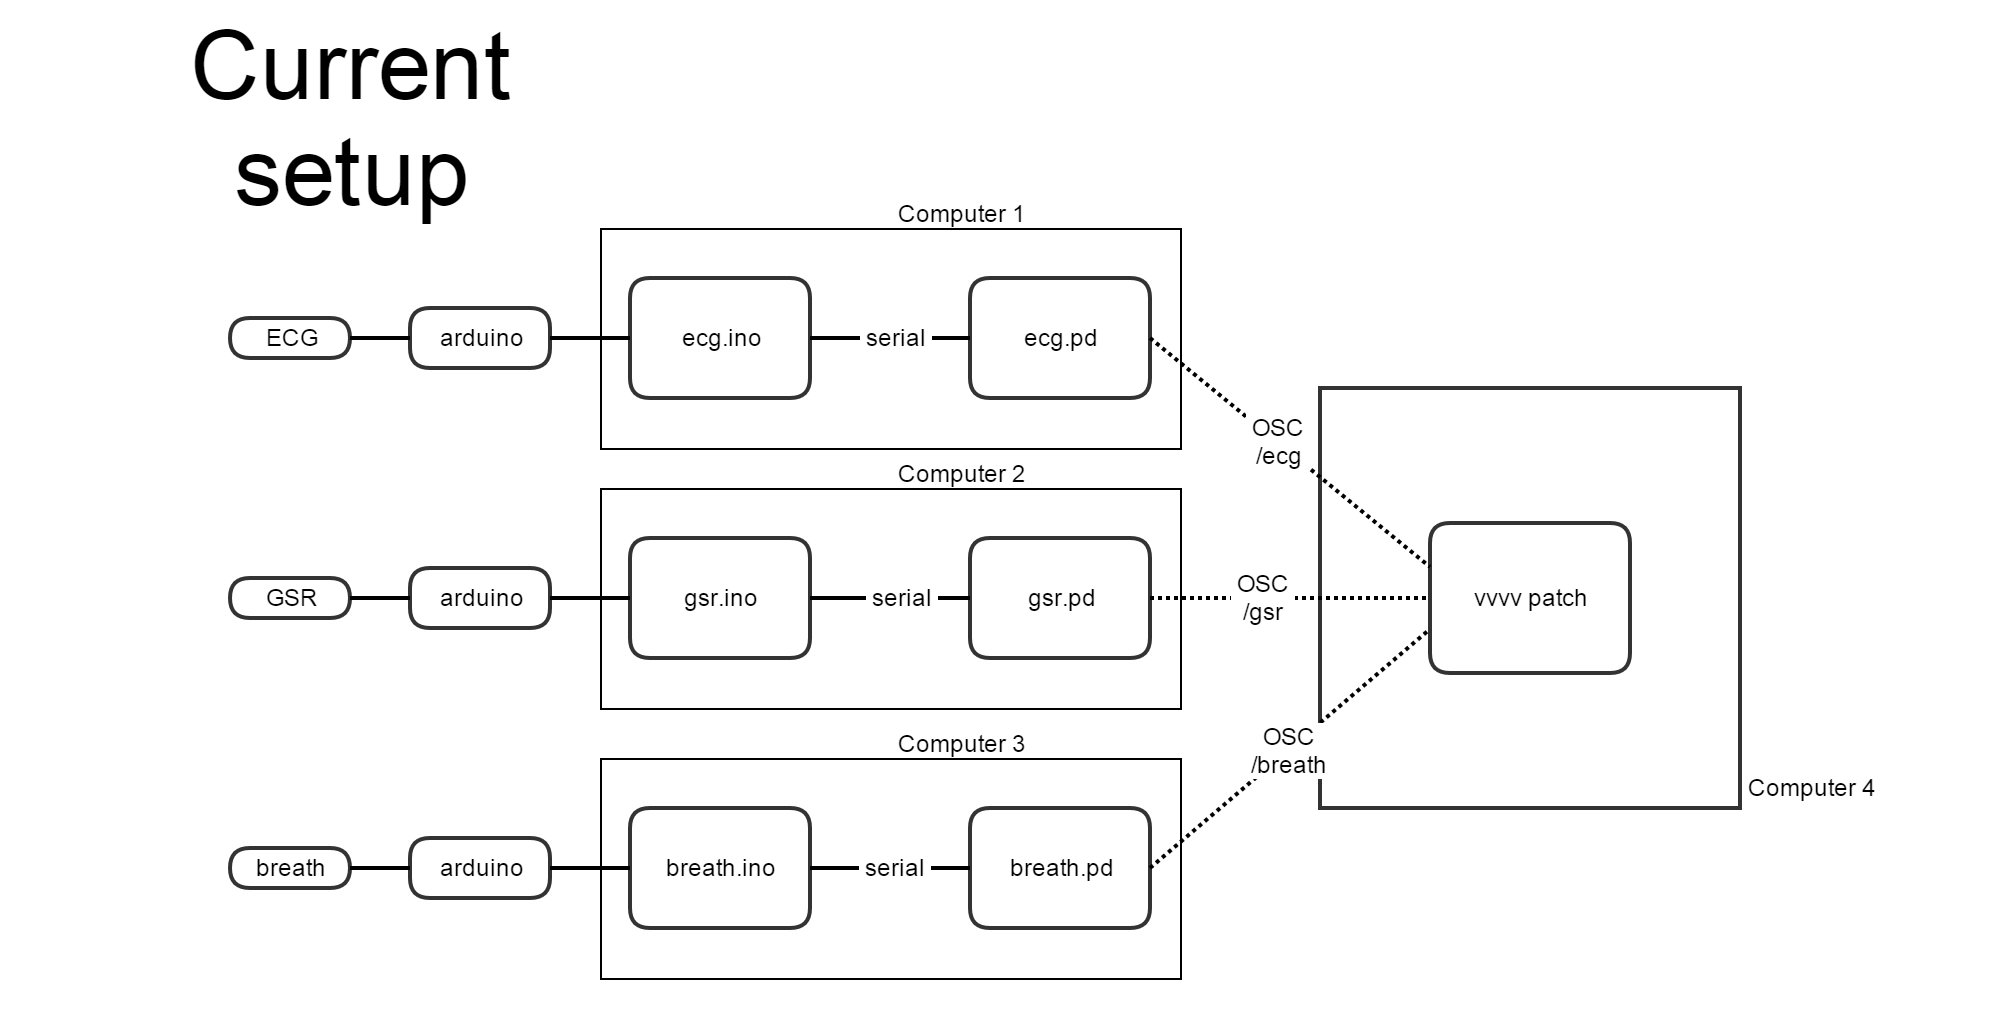 Current
setup
Computer 1
ECG
arduino
ecg.ino
serial
ecg.pd
OSC
/ecg
Computer 2
GSR
arduino
gsr.ino
serial
gsr.pd
OSC
/gsr
vvvv patch
Computer 3
OSC
/breath
Computer 4
breath
arduino
breath.ino
serial
breath.pd